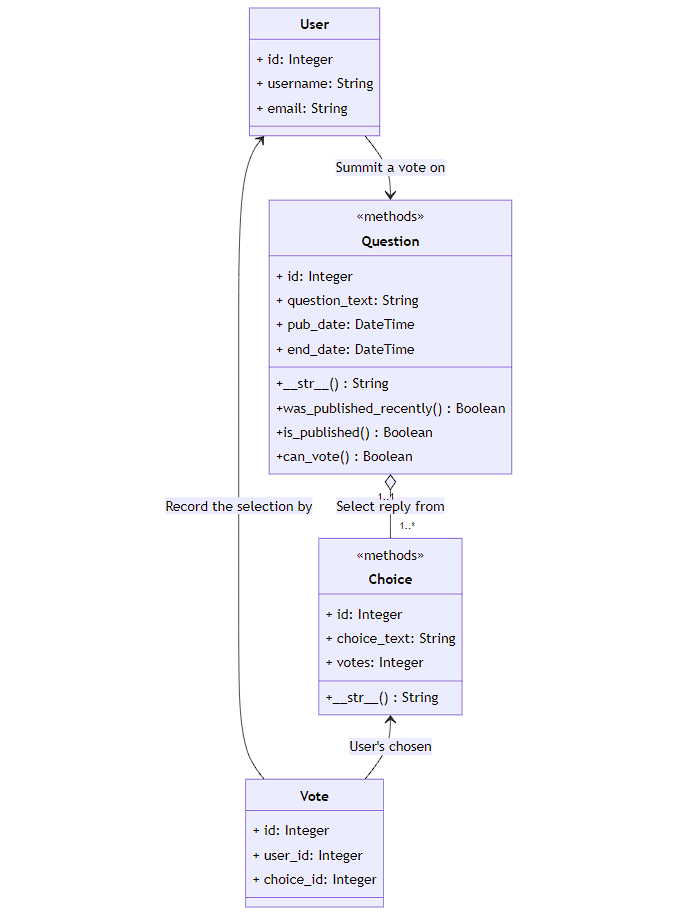 User
+ id: Integer
+ username: String
+ email: String
Summit a vote on
«methods»
Question
+ id: Integer
+ question_text: String
+ pub_date: DateTime
+ end_date: DateTime
+__str__() : String
+was_published_recently() : Boolean
+is_published() : Boolean
+can_vote() : Boolean
1..1
Record the selection by
Select reply from
1..*
«methods»
Choice
+ id: Integer
+ choice_text: String
+ votes: Integer
+__str__() : String
User's chosen
Vote
+ id: Integer
+ user_id: Integer
+ choice_id: Integer